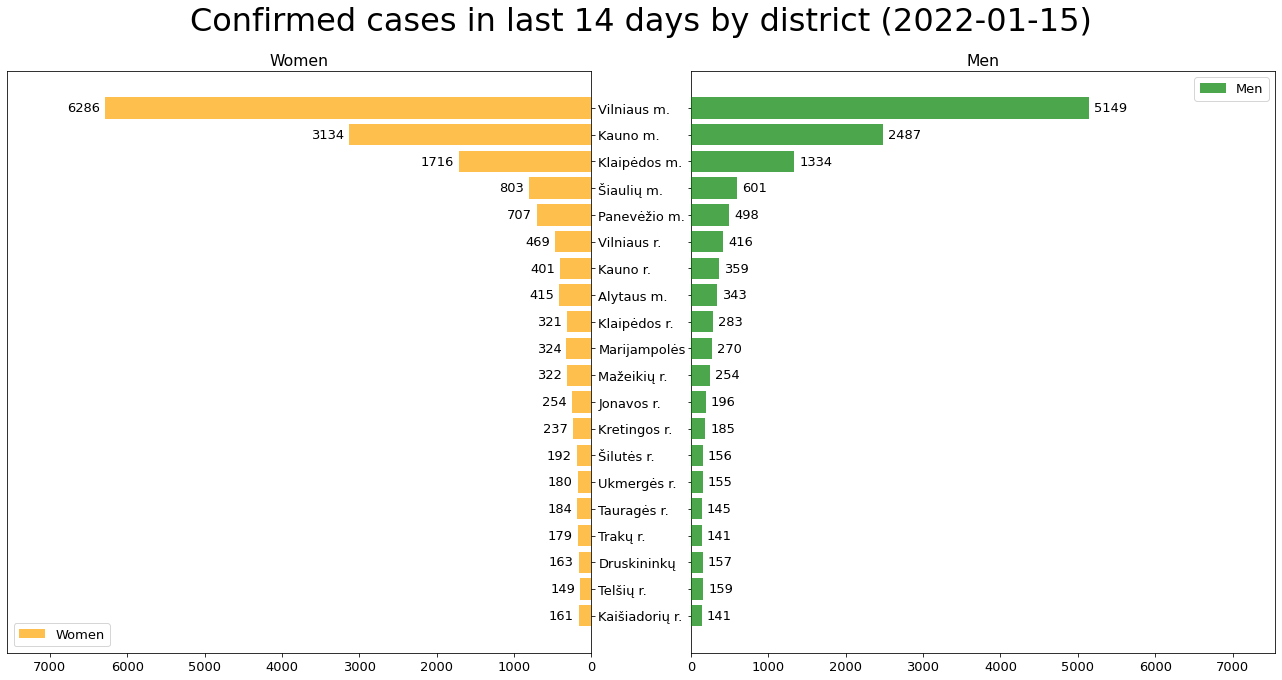 Confirmed cases in last 14 days by district (2022-01-15)
Women
Men
6286 Vilniaus m. 5149
3134 Kauno m. 2487
1716 Klaipėdos m. 1334
803 Šiaulių m. 601
707 Panevėžio m. 498
469 Vilniaus r. 416
401 Kauno r. 359
415 Alytaus m. 343
321 Klaipėdos r. 283
324 Marijampolės 270
322 Mažeikių r. 254
254 Jonavos r. 196
237 Kretingos r. 185
192 Šilutės r. 156
180 Ukmergės r. 155
184 Tauragės r. 145
179 Trakų r. 141
163 Druskininkų 157
149 Telšių r. 159
161 Kaišiadorių r. 141
Women
Men
7000 6000 5000 4000 3000 2000 1000 0
0 1000 2000 3000 4000 5000 6000 7000